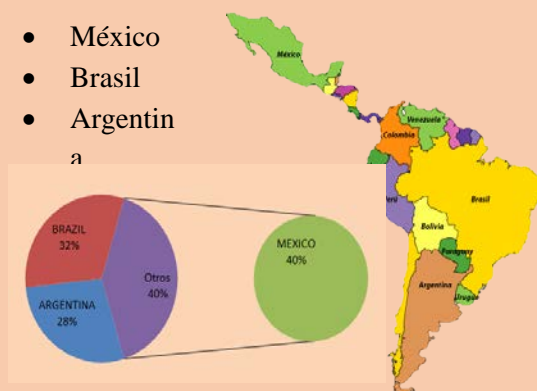 • México
• Brasil
• Argentin
a
México
Venezuela
Colombia
Perú
Brasil
Bolivia
Paraguay
Argentina
Uruguay
BRAZIL
32%
Otros
40%
ARGENTINA
28%
MEXICO
40%